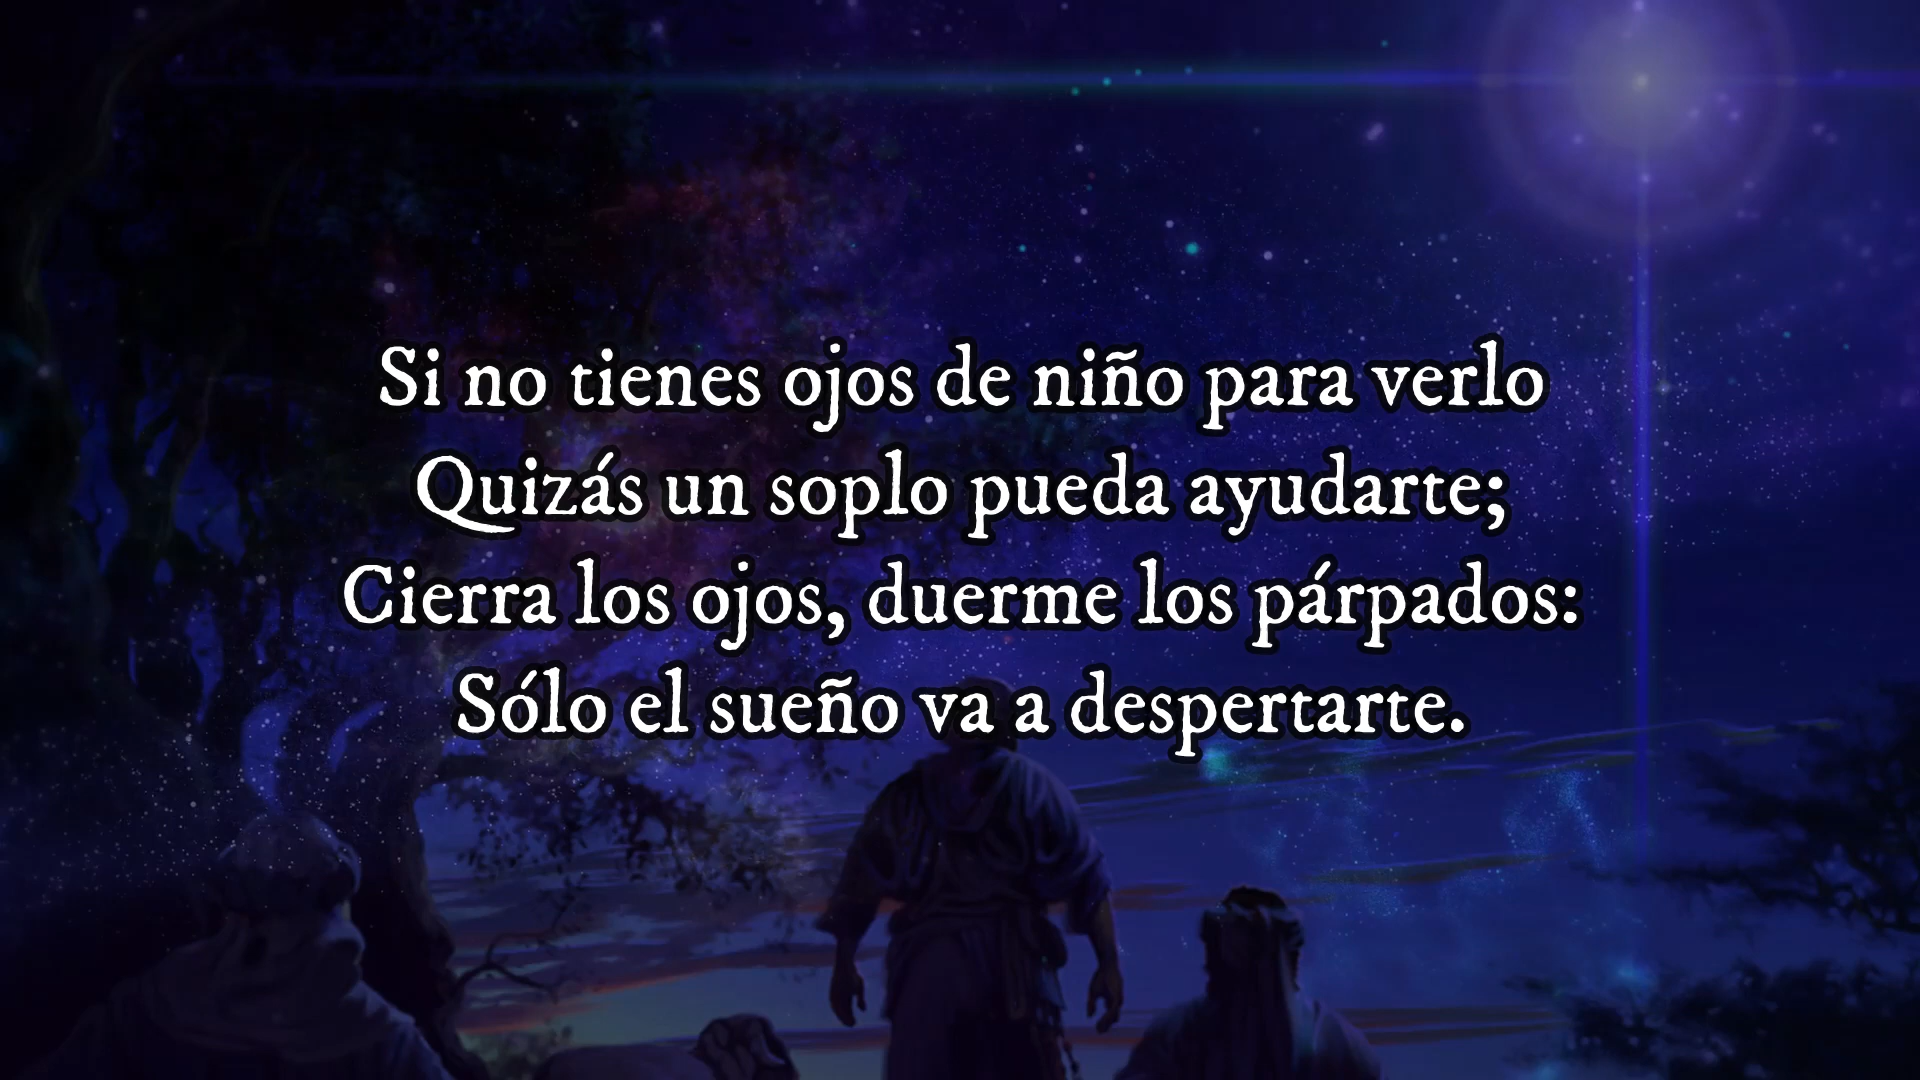 Si no tienes ojos de niño para verlo
Quizás un soplo pueda ayudarte;
Cierra los ojos, duerme los párpados:
Sólo el sueño va a despertarte.